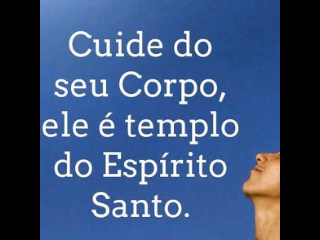 Cuide do
seu Corpo,
ele é templo
do Espírito
Santo.